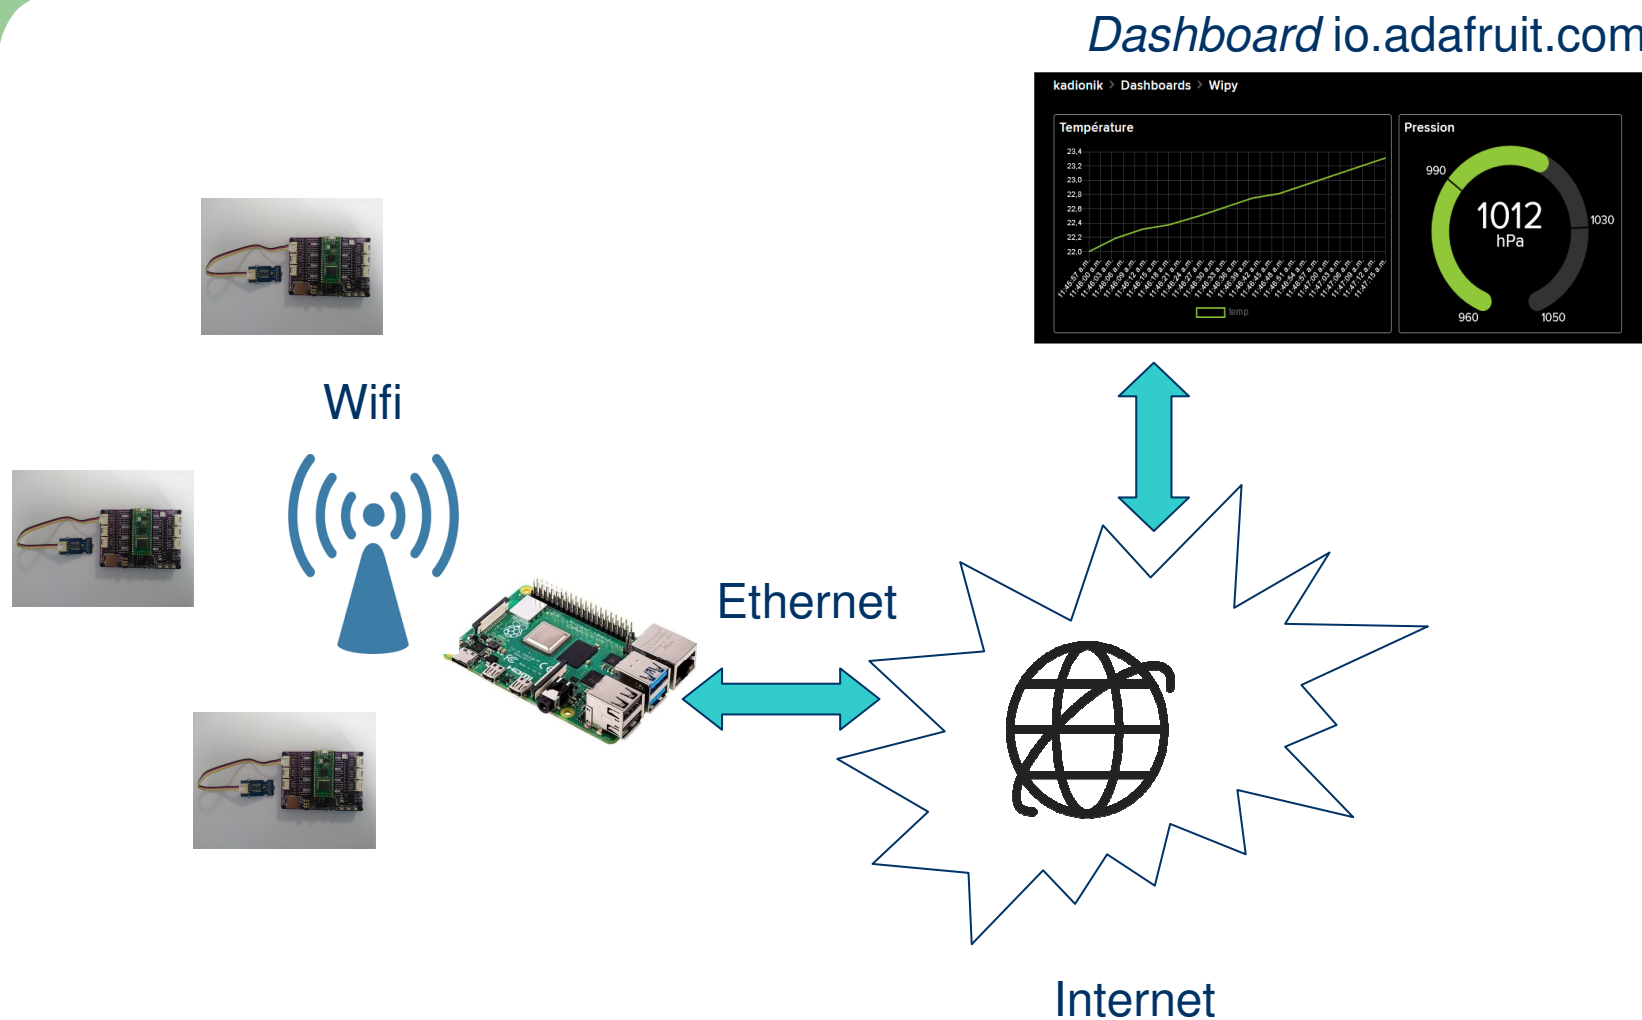 Dashboard io.adafruit.com
kadionik > Dashboards > Wipy
Température
23,4
23,2
23,0
22,8
22,6
22,4
22,2
22,0
temp
Pression
990
1012
hPa
1030
960
1050
Wifi
Ethernet
Internet